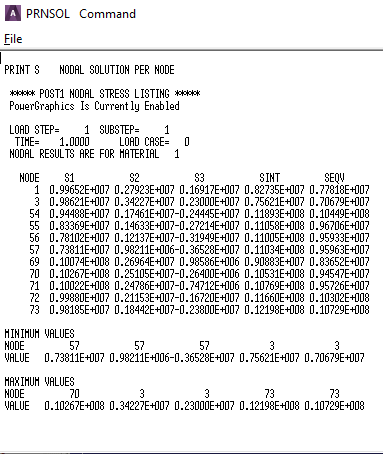 PRNSOL Command
File
PRINT S NODAL SOLUTION PER NODE
***** POST1 NODAL STRESS LISTING *****
PowerGraphics Is Currently Enabled
LOAD STEP= 1 SUBSTEP= 1
TIME= 1.0000 LOAD CASE= 0
NODAL RESULTS ARE FOR MATERIAL 1
NODE S1 S2 S3 SINT SEQV
1 0.99652E+007 0.27923E+007 0.16917E+007 0.82735E+007 0.77818E+007
3 0.98621E+007 0.34227E+007 0.23000E+007 0.75621E+007 0.70679E+007
54 0.94488E+007 0.17461E+007-0.24445E+007 0.11893E+008 0.10449E+008
55 0.83369E+007 0.14633E+007-0.27214E+007 0.11058E+008 0.96706E+007
56 0.78102E+007 0.12137E+007-0.31949E+007 0.11005E+008 0.95933E+007
57 0.73811E+007 0.98211E+006-0.36528E+007 0.11034E+008 0.95963E+007
69 0.10074E+008 0.26964E+007 0.98586E+006 0.90883E+007 0.83652E+007
70 0.10267E+008 0.25105E+007-0.26400E+006 0.10531E+008 0.94547E+007
71 0.10022E+008 0.24786E+007-0.74712E+006 0.10769E+008 0.95726E+007
72 0.99880E+007 0.21153E+007-0.16720E+007 0.11660E+008 0.10302E+008
73 0.98185E+007 0.18442E+007-0.23800E+007 0.12198E+008 0.10729E+008
MINIMUM VALUES
NODE 57 57 57 3 3
VALUE 0.73811E+007 0.98211E+006-0.36528E+007 0.75621E+007 0.70679E+007
MAXIMUM VALUES
NODE 70 3 3 73 73
VALUE 0.10267E+008 0.34227E+007 0.23000E+007 0.12198E+008 0.10729E+008